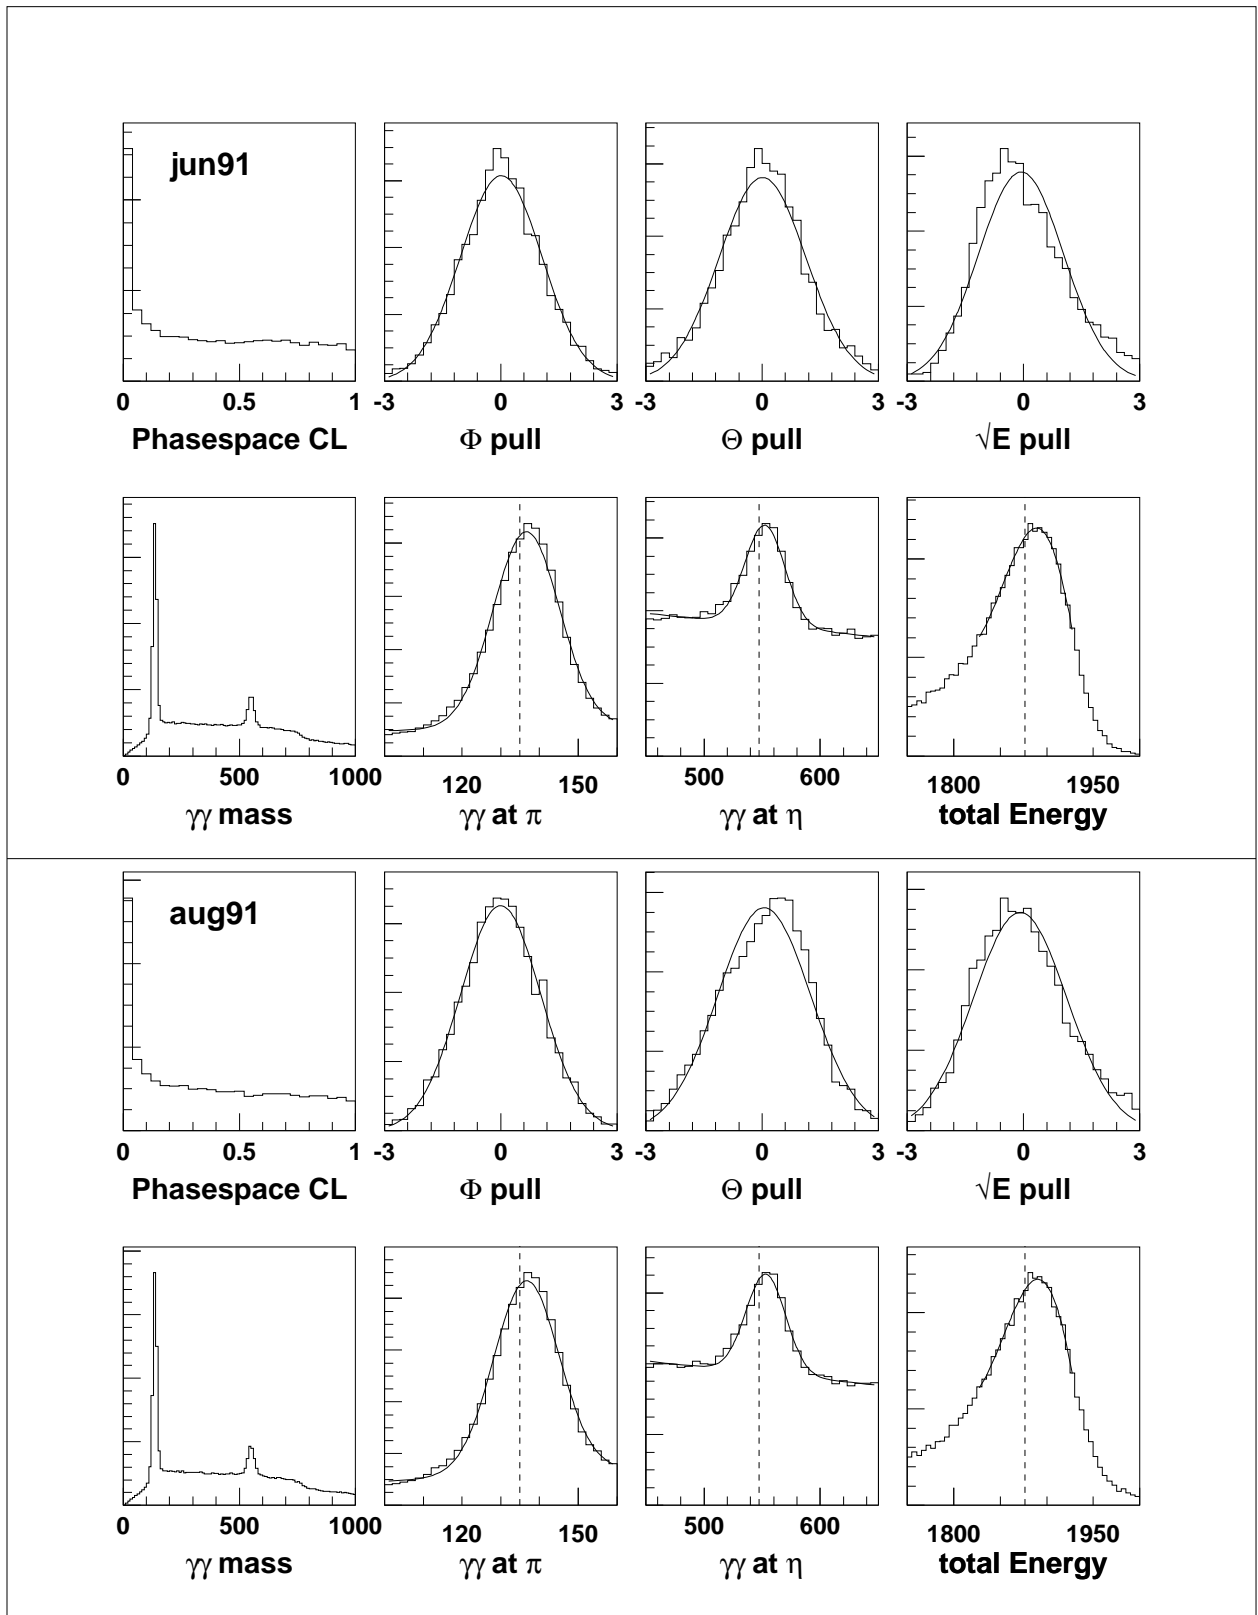 jun91
0 0.5 1 -3 0 3 -3 0 3 -3 0 3
Phasespace CL Φ pull Θ pull √E pull
0 500 1000 120 150 500 600 1800 1950
γγ mass γγ at π γγ at η total Energy
aug91
0 0.5 1 -3 0 3 -3 0 3 -3 0 3
Phasespace CL Φ pull Θ pull √E pull
0 500 1000 120 150 500 600 1800 1950
γγ mass γγ at π γγ at η total Energy